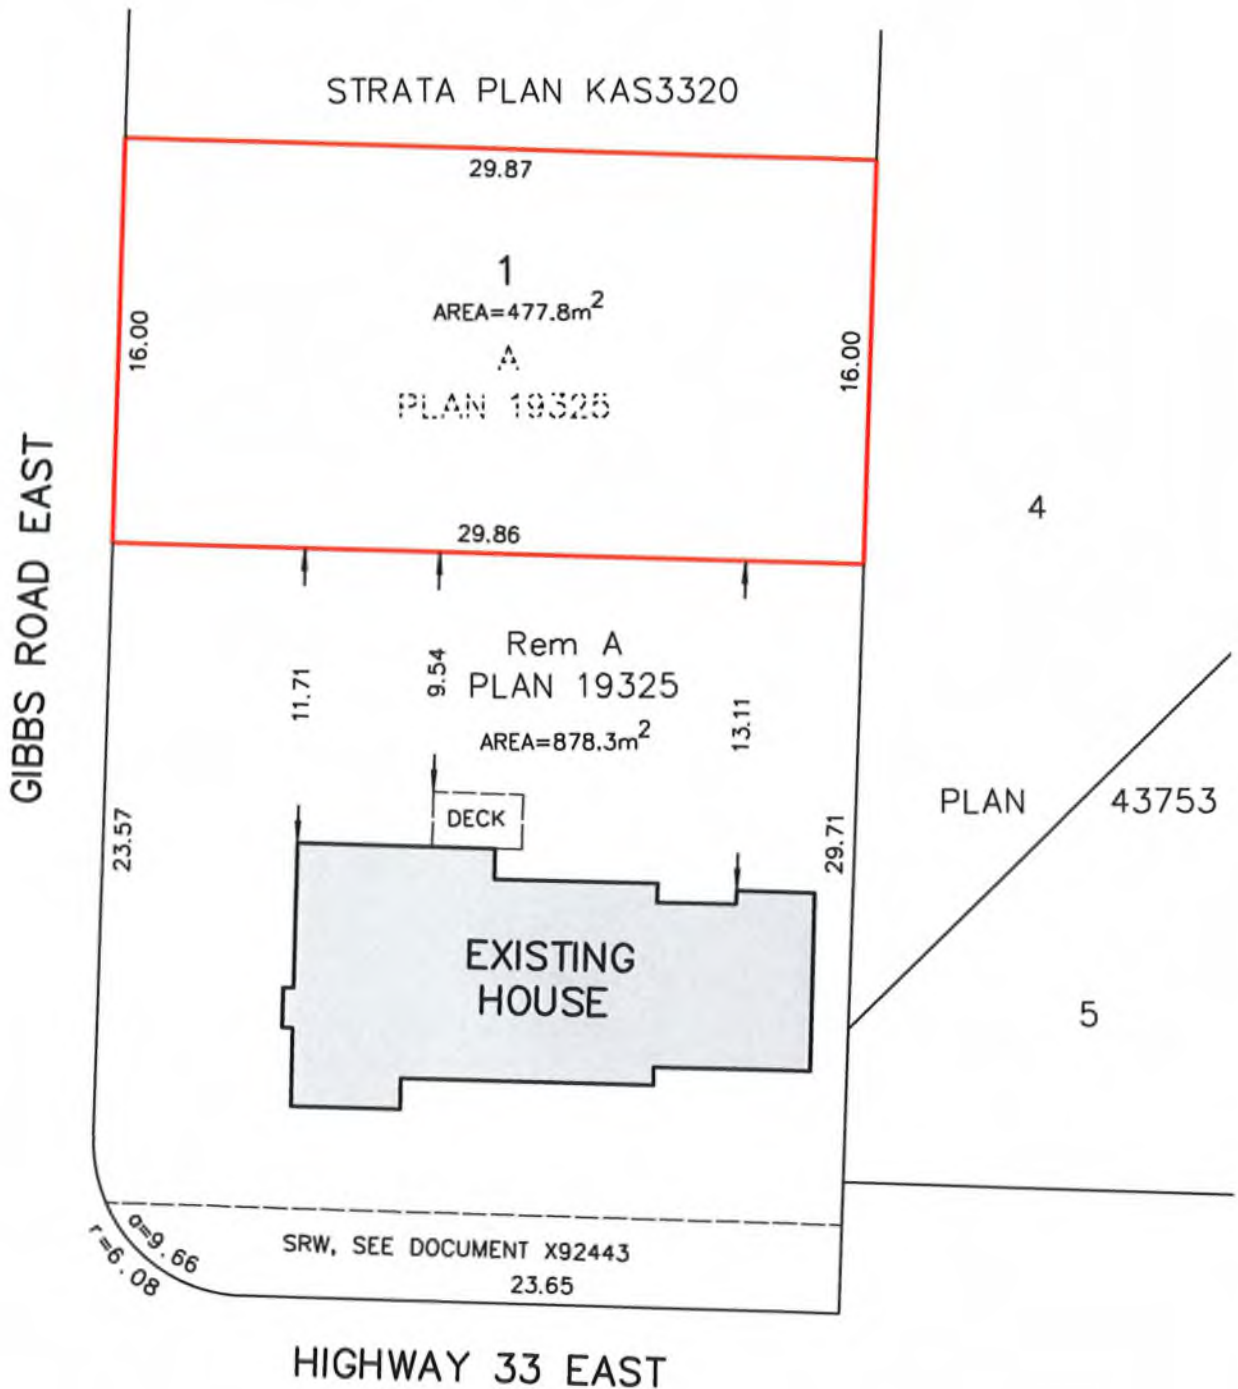 STRATA PLAN KAS3320
29.87
1
AREA=477.8m²
A
PLAN 19325
16.00
16.00
29.86
GIBBS ROAD EAST
4
11.71
9.54
Rem A
PLAN 19325
AREA=878.3m²
13.11
23.57
DECK
29.71
PLAN 43753
EXISTING
HOUSE
5
a=9.66
r=6.08
SRW, SEE DOCUMENT X92443
23.65
HIGHWAY 33 EAST